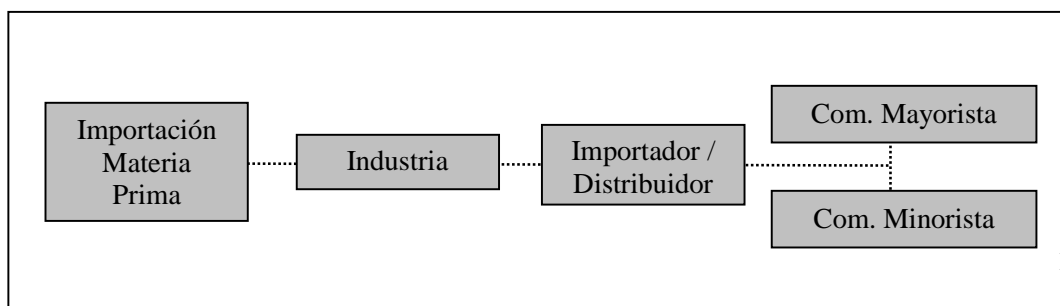 Importación
Materia
Prima
Industria
Importador /
Distribuidor
Com. Mayorista
Com. Minorista